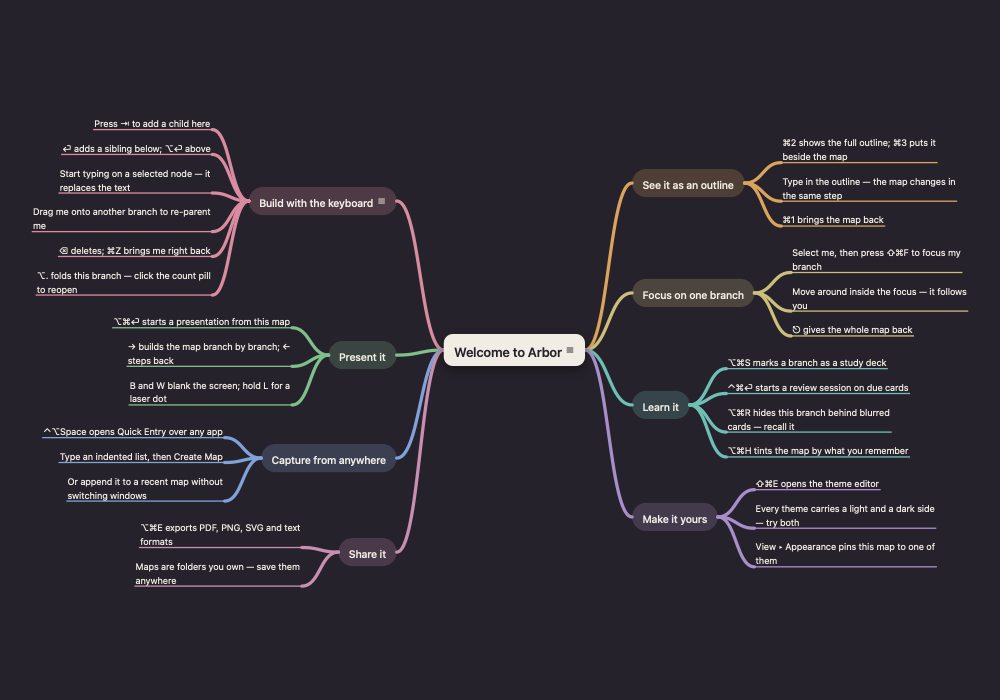 Welcome to Arbor
Build with the keyboard
Press ⇥ to add a child here
⏎ adds a sibling below; ⌥⏎ above
Start typing on a selected node — it
replaces the text
Drag me onto another branch to re-parent
me
⌫ deletes; ⌘Z brings me right back
⌥. folds this branch — click the count pill
to reopen
Present it
⌥⌘⏎ starts a presentation from this map
→ builds the map branch by branch; ←
steps back
B and W blank the screen; hold L for a
laser dot
Capture from anywhere
^⌥Space opens Quick Entry over any app
Type an indented list, then Create Map
Or append it to a recent map without
switching windows
Share it
⌥⌘E exports PDF, PNG, SVG and text
formats
Maps are folders you own — save them
anywhere
See it as an outline
⌘2 shows the full outline; ⌘3 puts it
beside the map
Type in the outline — the map changes in
the same step
⌘1 brings the map back
Focus on one branch
Select me, then press ⇧⌘F to focus my
branch
Move around inside the focus — it follows
you
⎋ gives the whole map back
Learn it
⌥⌘S marks a branch as a study deck
^⌘⏎ starts a review session on due cards
⌥⌘R hides this branch behind blurred
cards — recall it
⌥⌘H tints the map by what you remember
Make it yours
⇧⌘E opens the theme editor
Every theme carries a light and a dark side
— try both
View ▸ Appearance pins this map to one of
them